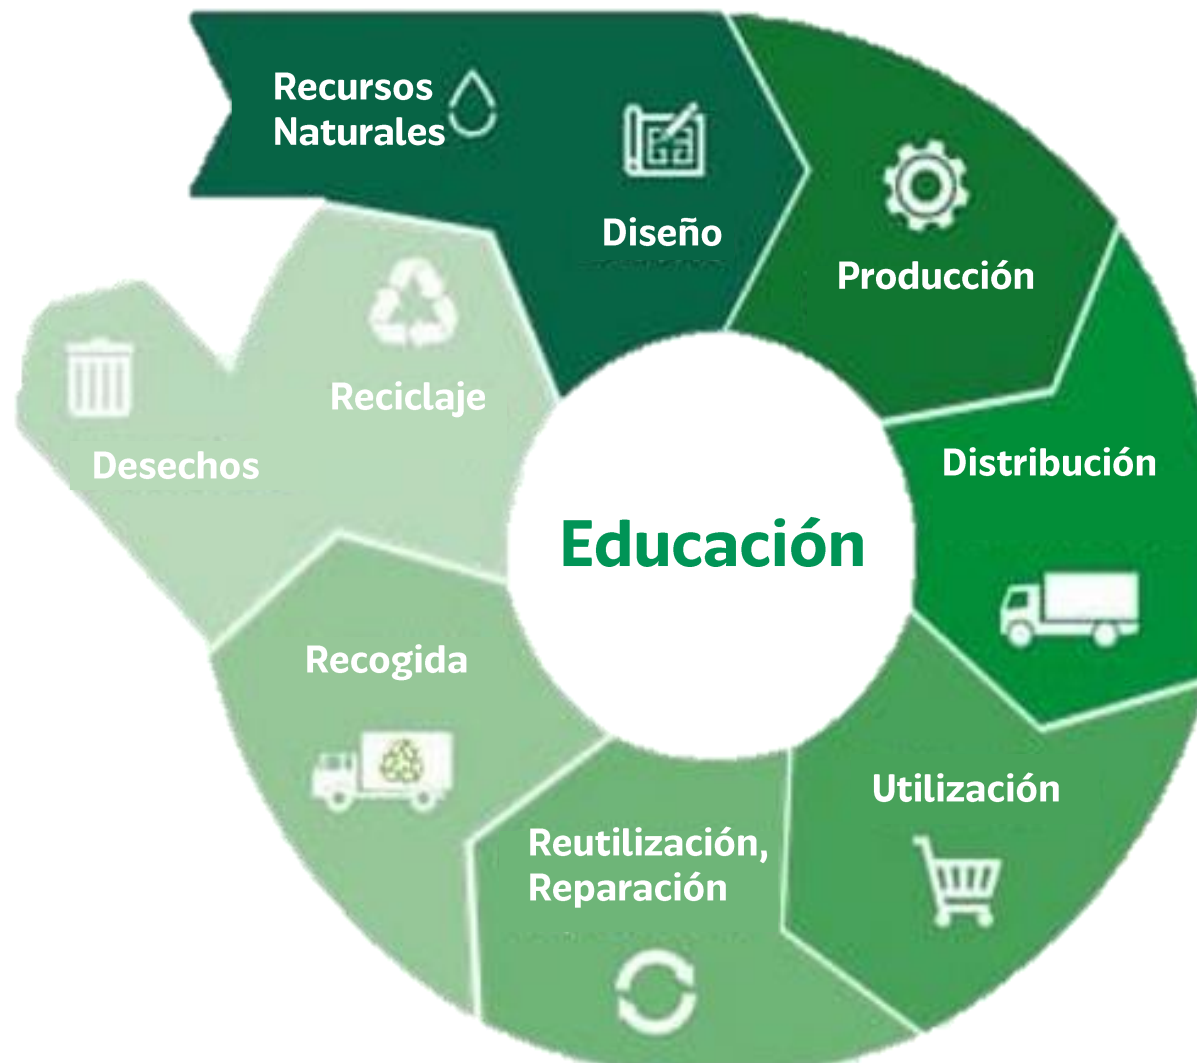 Recursos
Naturales
Diseño
Producción
Distribución
Utilización
Reutilización,
Reparación
Recogida
Reciclaje
Desechos
Educación